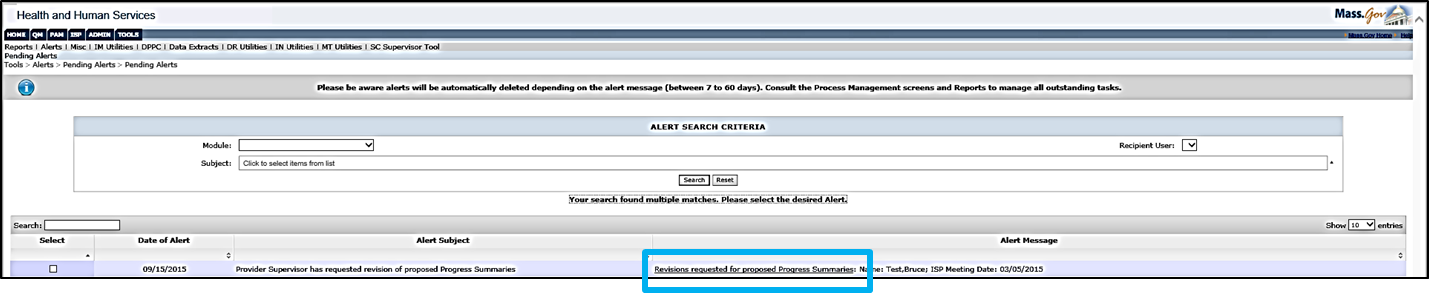 Health and Human Services
Mass.Gov
HOME QM PAM ISP ADMIN TOOLS
Mass.Gov Home Help
Reports | Alerts | Misc | IM Utilities | DPPC | Data Extracts | DR Utilities | IN Utilities | MT Utilities | SC Supervisor Tool
Pending Alerts
Tools > Alerts > Pending Alerts > Pending Alerts
Please be aware alerts will be automatically deleted depending on the alert message (between 7 to 60 days). Consult the Process Management screens and Reports to manage all outstanding tasks.
ALERT SEARCH CRITERIA
Module: Recipient User:
Subject: Click to select items from list
Search Reset
Your search found multiple matches. Please select the desired Alert.
Search: Show 10 entries
Select Date of Alert Alert Subject Alert Message
09/15/2015 Provider Supervisor has requested revision of proposed Progress Summaries Revisions requested for proposed Progress Summaries: Name: Test,Bruce; ISP Meeting Date: 03/05/2015